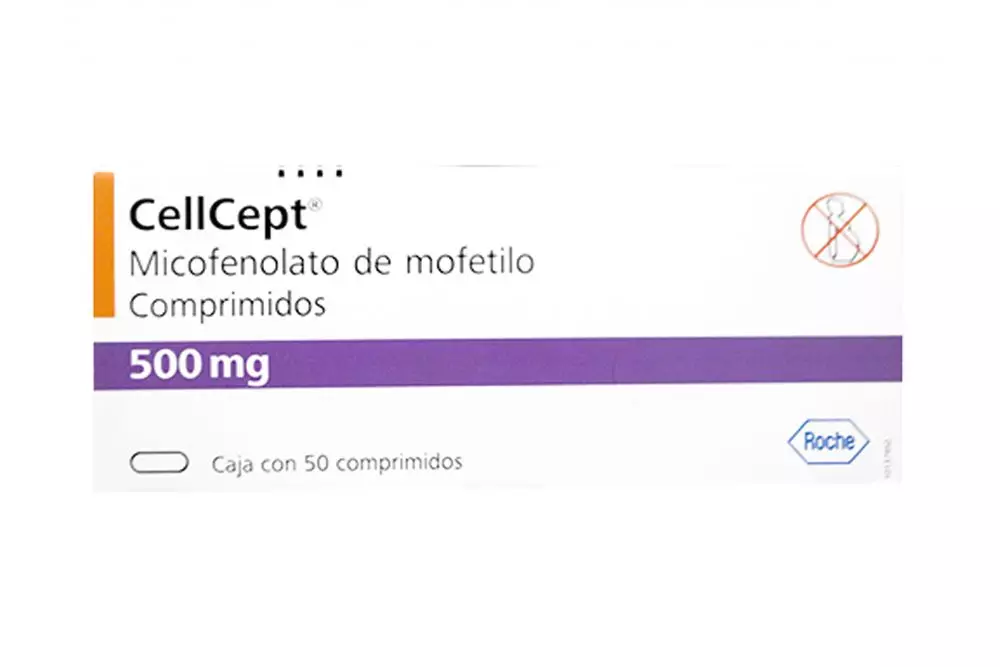 CellCept®
Micofenolato de mofetilo
Comprimidos
500 mg
Caja con 50 comprimidos
Roche